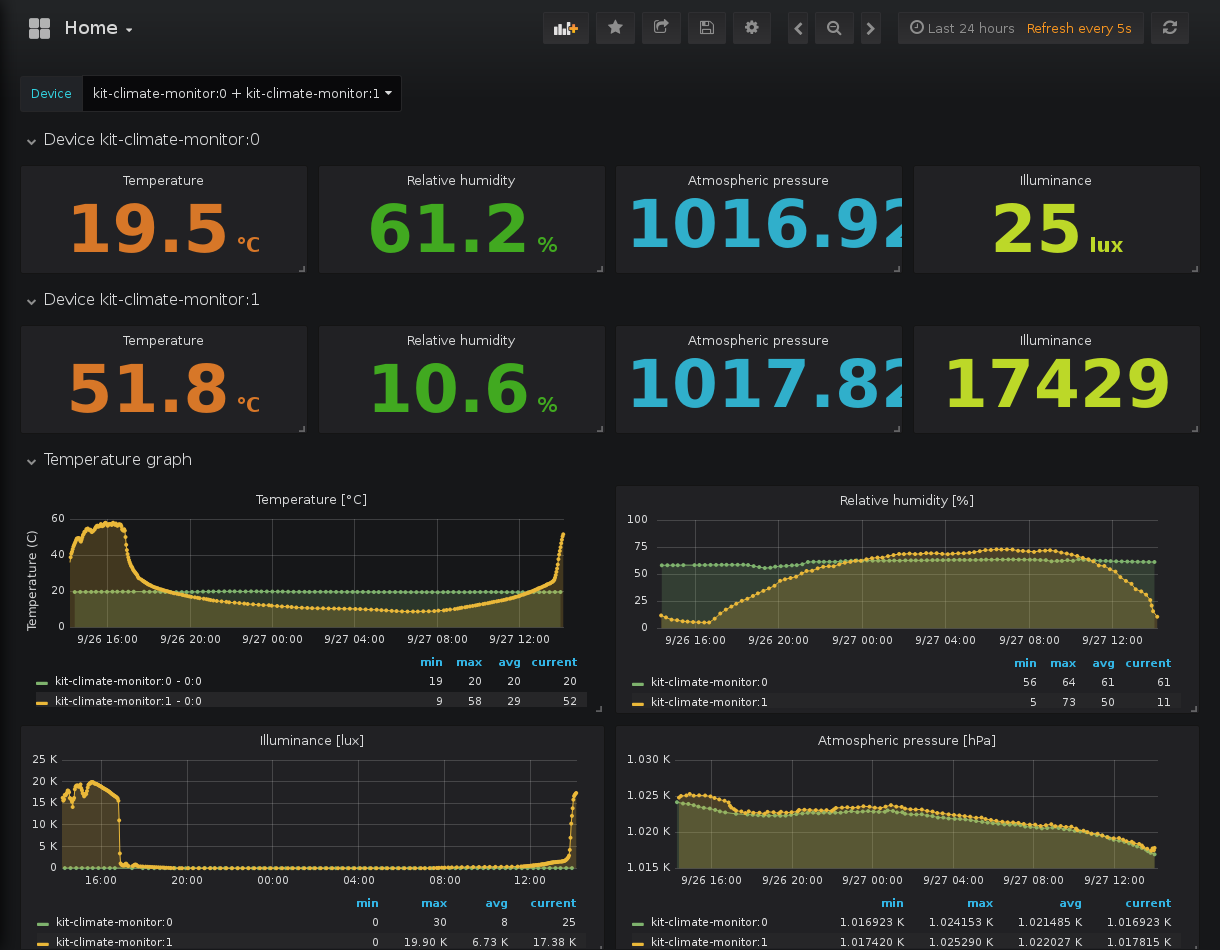 Home
Last 24 hours Refresh every 5s
Device kit-climate-monitor:0 + kit-climate-monitor:1
Device kit-climate-monitor:0
Temperature Relative humidity Atmospheric pressure Illuminance
19.5 °C 61.2 % 1016.92 25 lux
Device kit-climate-monitor:1
Temperature Relative humidity Atmospheric pressure Illuminance
51.8 °C 10.6 % 1017.82 17429
Temperature graph
Temperature [°C]
Temperature (C)
60
40
20
0
9/26 16:00 9/26 20:00 9/27 00:00 9/27 04:00 9/27 08:00 9/27 12:00
min max avg current
kit-climate-monitor:0 - 0:0 19 20 20 20
kit-climate-monitor:1 - 0:0 9 58 29 52
Relative humidity [%]
100
75
50
25
0
9/26 16:00 9/26 20:00 9/27 00:00 9/27 04:00 9/27 08:00 9/27 12:00
min max avg current
kit-climate-monitor:0 56 64 61 61
kit-climate-monitor:1 5 73 50 11
Illuminance [lux]
25 K
20 K
15 K
10 K
5 K
0
16:00 20:00 00:00 04:00 08:00 12:00
min max avg current
kit-climate-monitor:0 0 30 8 25
kit-climate-monitor:1 0 19.90 K 6.73 K 17.38 K
Atmospheric pressure [hPa]
1.030 K
1.025 K
1.020 K
1.015 K
9/26 16:00 9/26 20:00 9/27 00:00 9/27 04:00 9/27 08:00 9/27 12:00
min max avg current
kit-climate-monitor:0 1.016923 K 1.024153 K 1.021485 K 1.016923 K
kit-climate-monitor:1 1.017420 K 1.025290 K 1.022027 K 1.017815 K